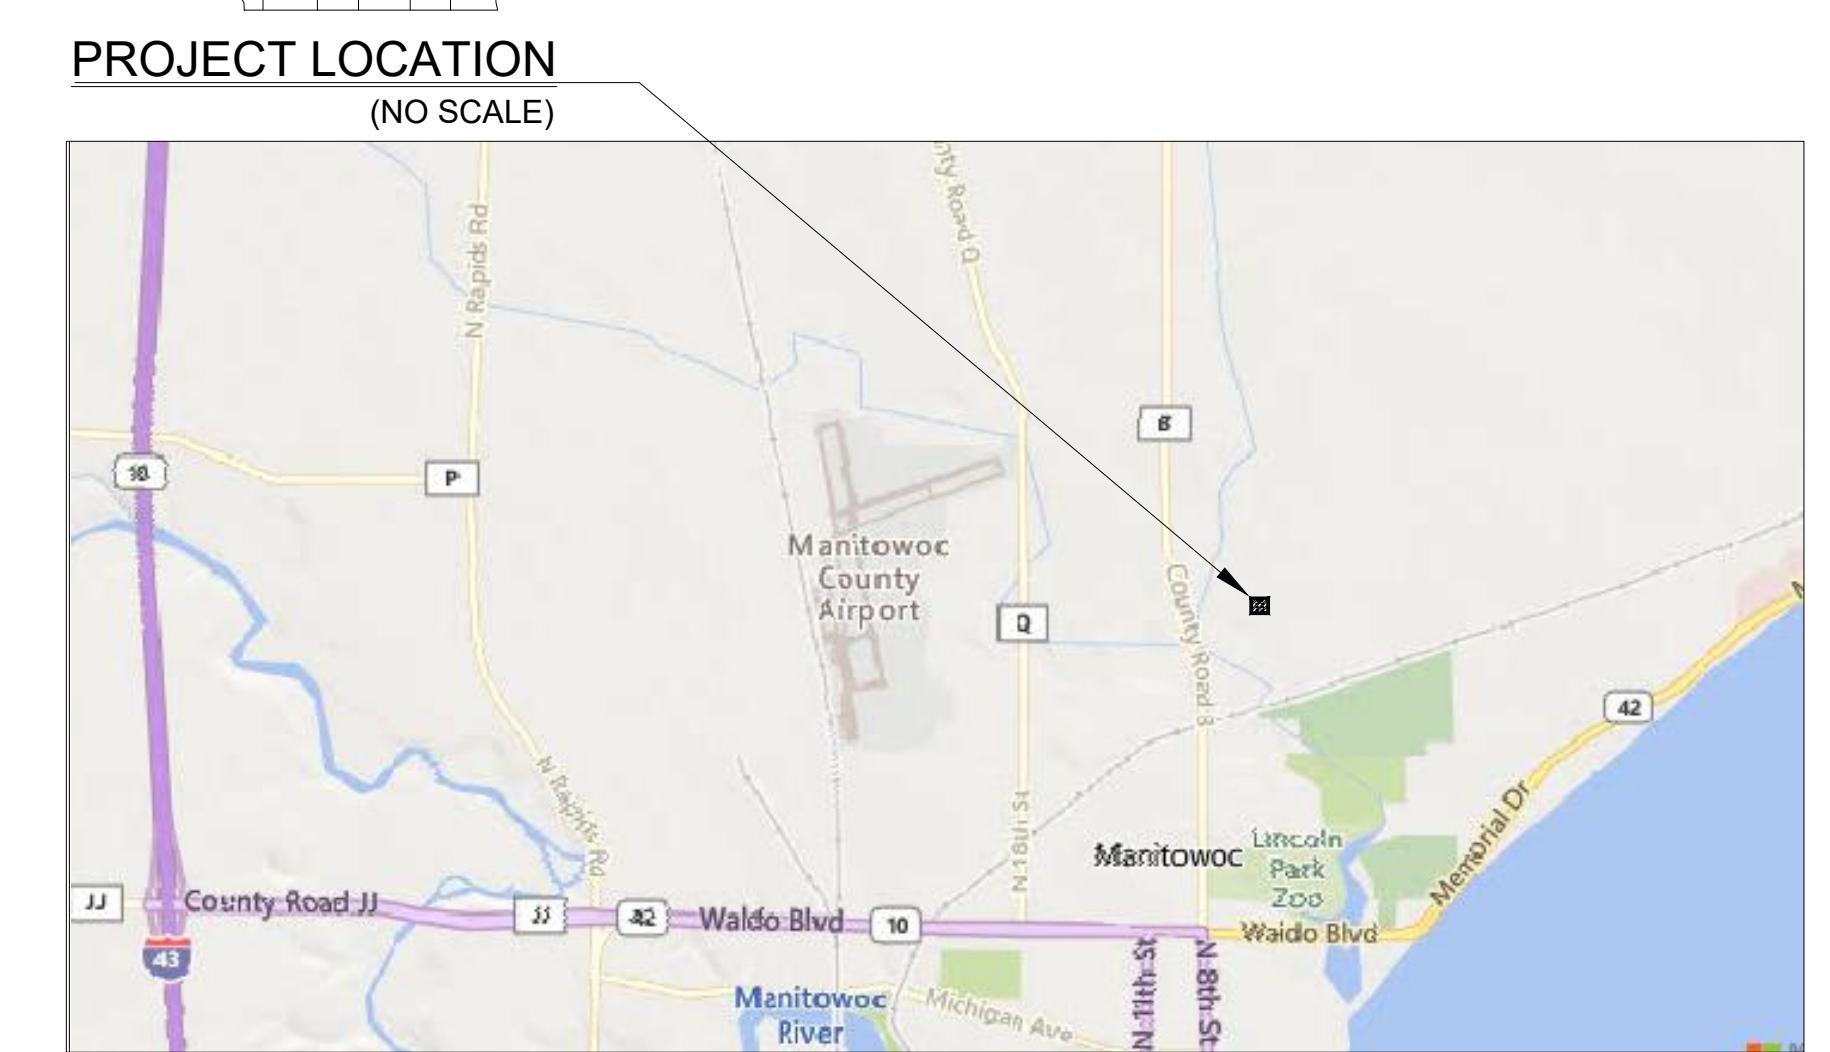 PROJECT LOCATION
(NO SCALE)
nty Road Q
N Rapids Rd
B
10
P
Manitowoc
County
Airport
Q
County Road B
42
N Rapids Rd
N 18th St
Memorial Dr
Manitowoc
Lincoln
Park
Zoo
JJ
County Road JJ
JJ
42
Waldo Blvd
10
Waldo Blvd
43
N 11th St
N 8th St
Manitowoc
River
Michigan Ave